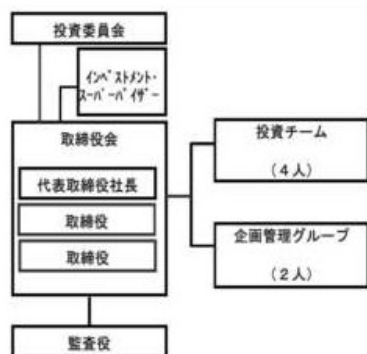 投資委員会
ｲﾝﾍﾞｽﾄﾒﾝﾄ・
ｽｰﾊﾟｰﾊﾞｲｻﾞｰ
取締役会
代表取締役社長
取締役
取締役
監査役
投資チーム
（４人）
企画管理グループ
（２人）